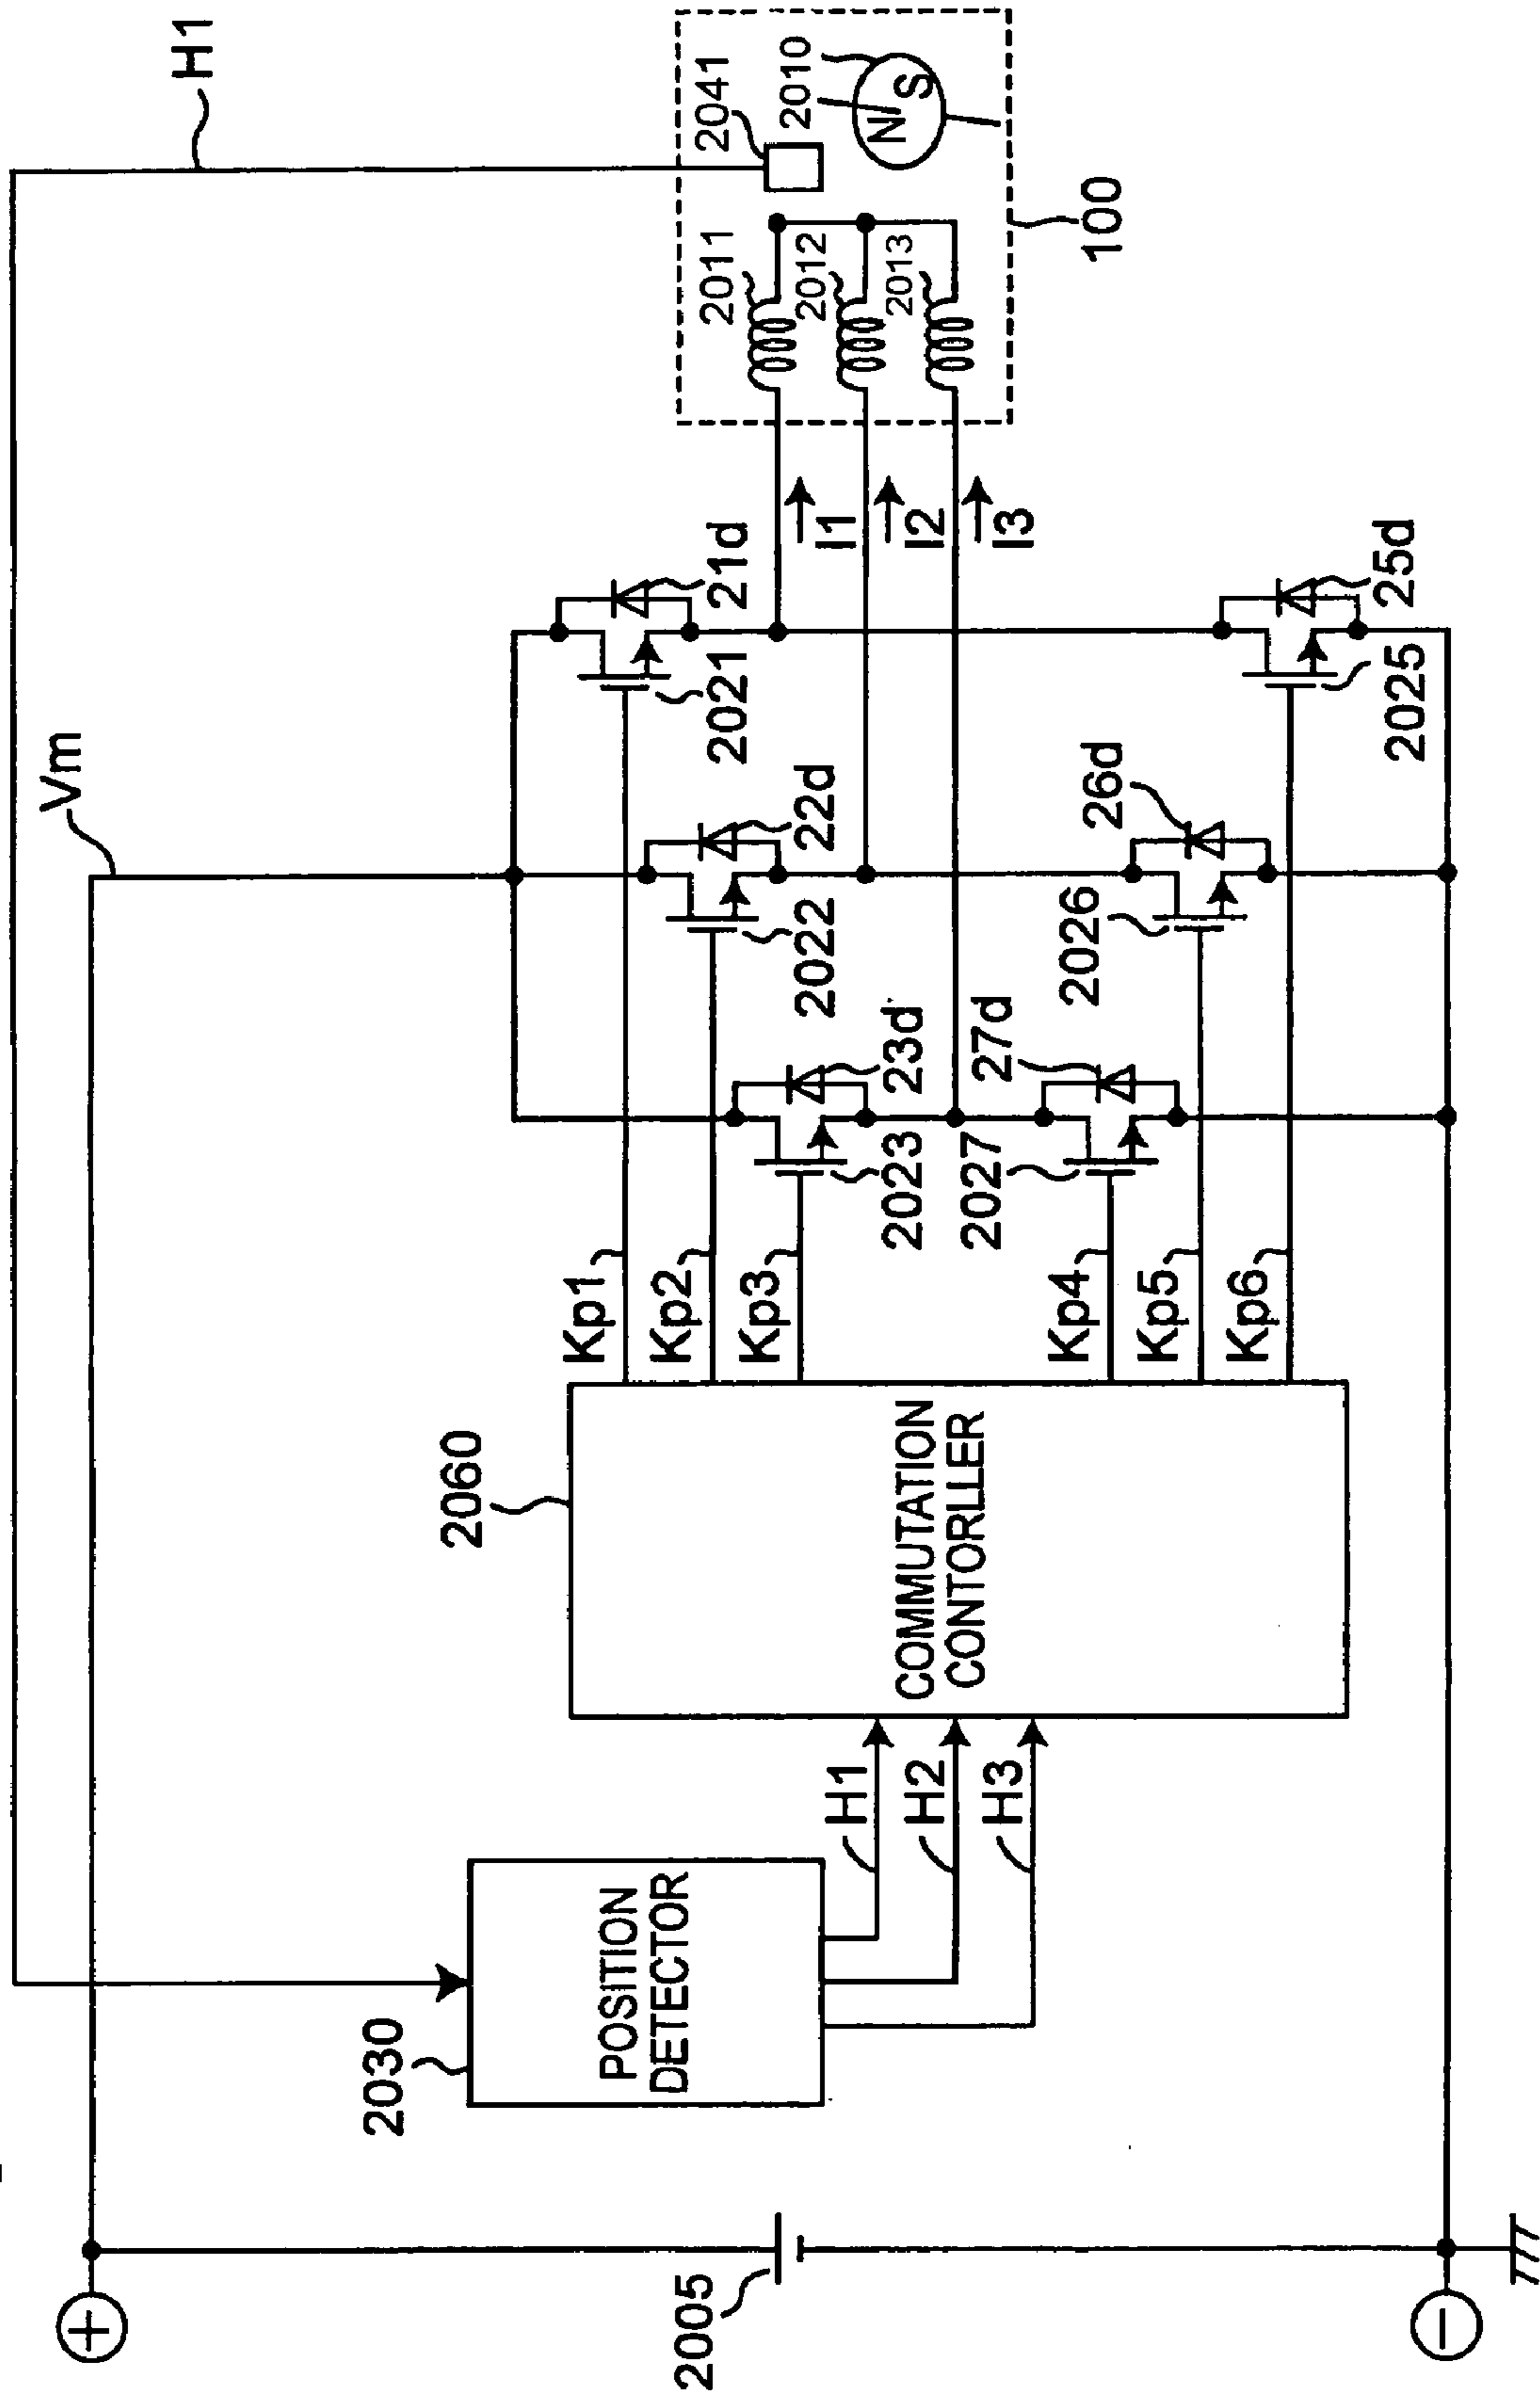 H1
Vm
2041
2010
N S
2011
2012
2013
100
I1
I2
I3
21d
2021
22d
2022
23d
2023
25d
2025
26d
2026
27d
2027
Kp1
Kp2
Kp3
Kp4
Kp5
Kp6
2060
COMMUTATION
CONTORLLER
H1
H2
H3
2030
POSITION
DETECTOR
2005
+
−